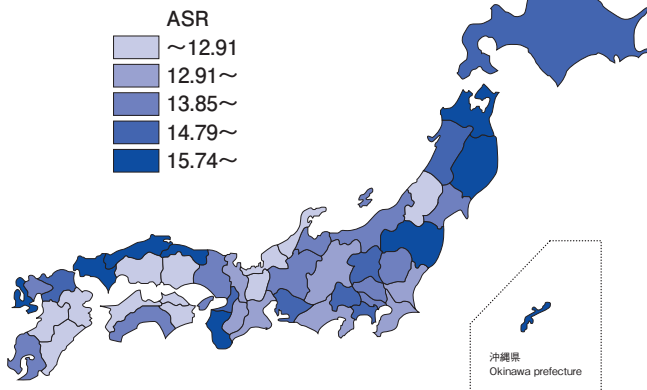 ASR
～12.91
12.91～
13.85～
14.79～
15.74～
沖縄県
Okinawa prefecture